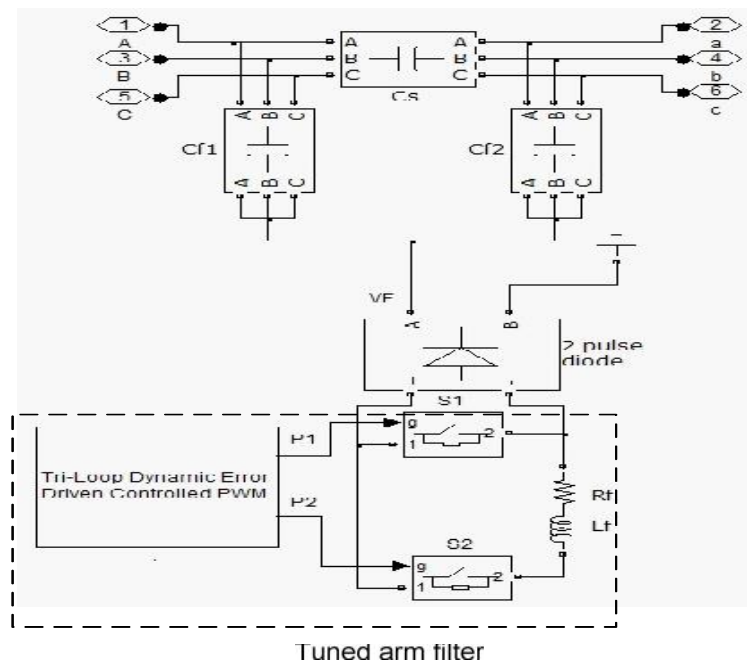 1 2
A A A a
3 B B 4
B C C b
5 6
C Cs c
A B C A B C
Cf1 Cf2
A B C A B C
VF
A B
2 pulse
diode
+ -
S1
P1 g
1 2
Tri-Loop Dynamic Error
Driven Controlled PWM
Rf
P2
Lf
S2
g
1 2
Tuned arm filter